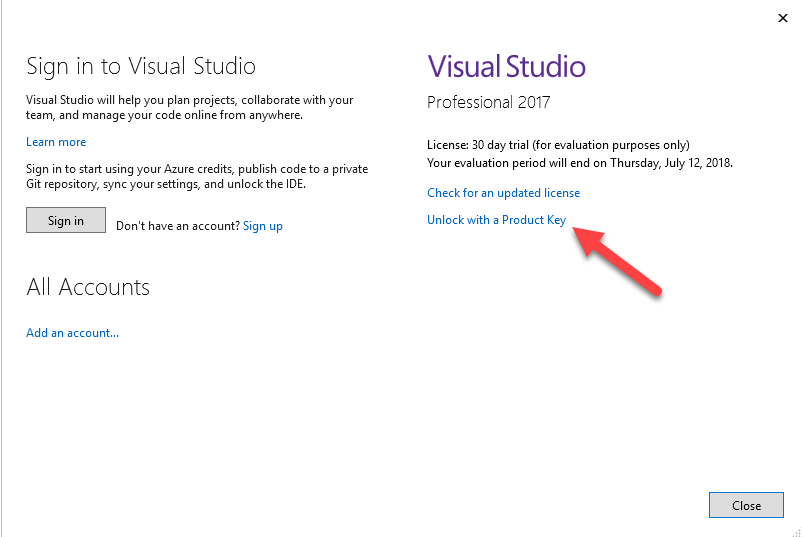 Sign in to Visual Studio
Visual Studio will help you plan projects, collaborate with your
team, and manage your code online from anywhere.
Learn more
Sign in to start using your Azure credits, publish code to a private
Git repository, sync your settings, and unlock the IDE.
Sign in
Don't have an account? Sign up
All Accounts
Add an account...
Visual Studio
Professional 2017
License: 30 day trial (for evaluation purposes only)
Your evaluation period will end on Thursday, July 12, 2018.
Check for an updated license
Unlock with a Product Key
Close